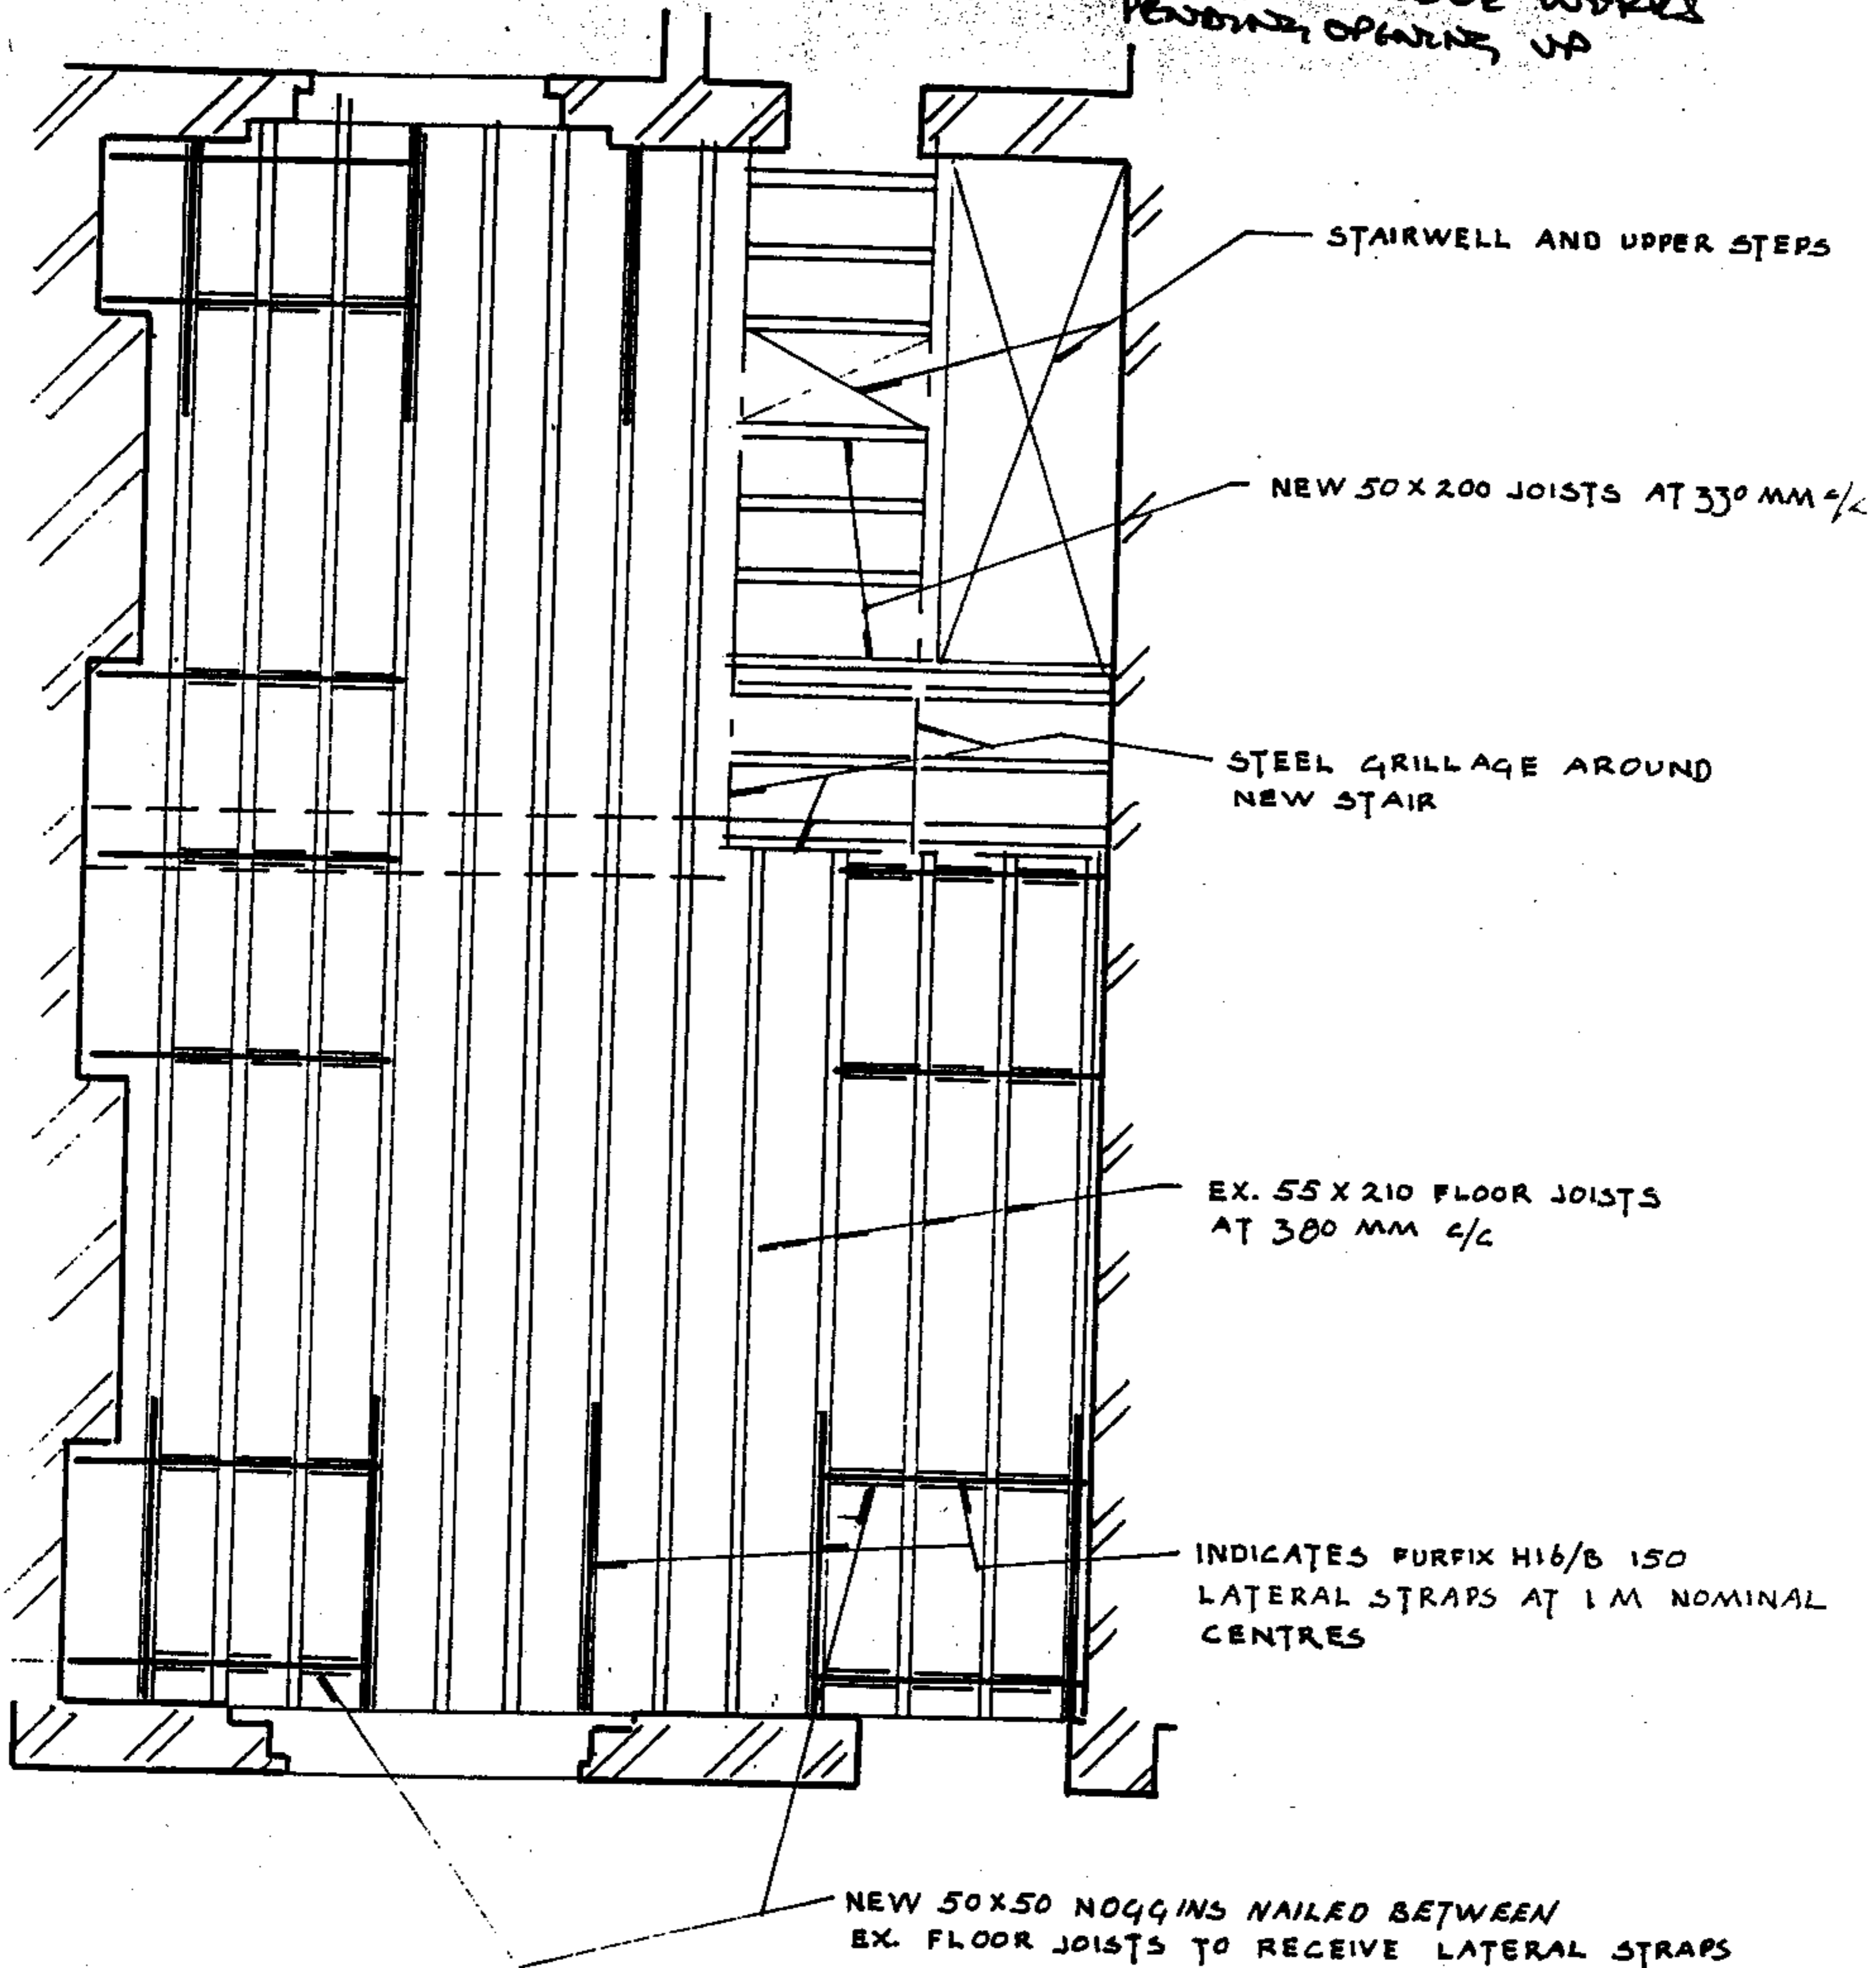 WORKS
PENDING OPENING UP
STAIRWELL AND UPPER STEPS
NEW 50 X 200 JOISTS AT 330 MM c/c
STEEL GRILLAGE AROUND
NEW STAIR
EX. 55 X 210 FLOOR JOISTS
AT 380 MM c/c
INDICATES FURFIX H16/B 150
LATERAL STRAPS AT 1 M NOMINAL
CENTRES
NEW 50X50 NOGGINS NAILED BETWEEN
EX. FLOOR JOISTS TO RECEIVE LATERAL STRAPS